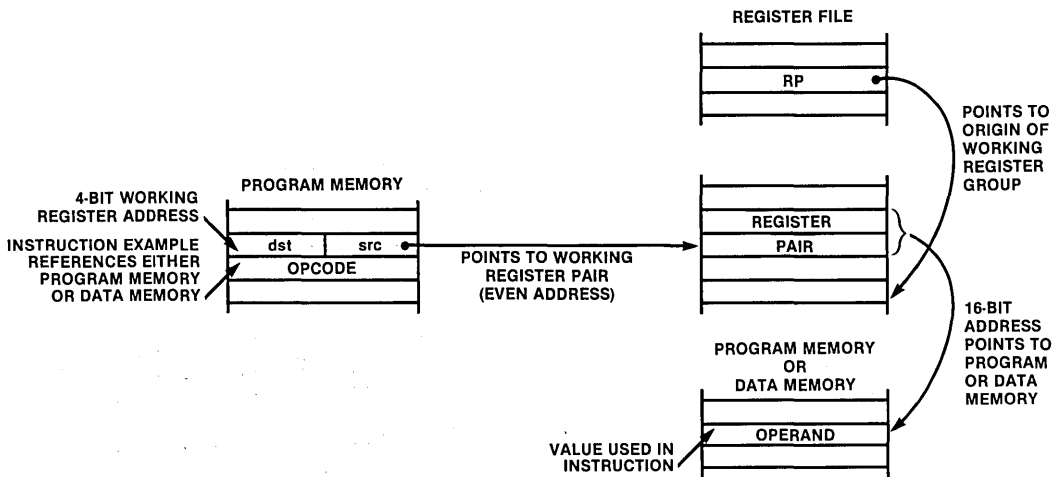 REGISTER FILE
RP
POINTS TO
ORIGIN OF
WORKING
REGISTER
GROUP
4-BIT WORKING
REGISTER ADDRESS
PROGRAM MEMORY
dst src
OPCODE
INSTRUCTION EXAMPLE
REFERENCES EITHER
PROGRAM MEMORY
OR DATA MEMORY
POINTS TO WORKING
REGISTER PAIR
(EVEN ADDRESS)
REGISTER
PAIR
16-BIT
ADDRESS
POINTS TO
PROGRAM
OR DATA
MEMORY
PROGRAM MEMORY
OR
DATA MEMORY
OPERAND
VALUE USED IN
INSTRUCTION